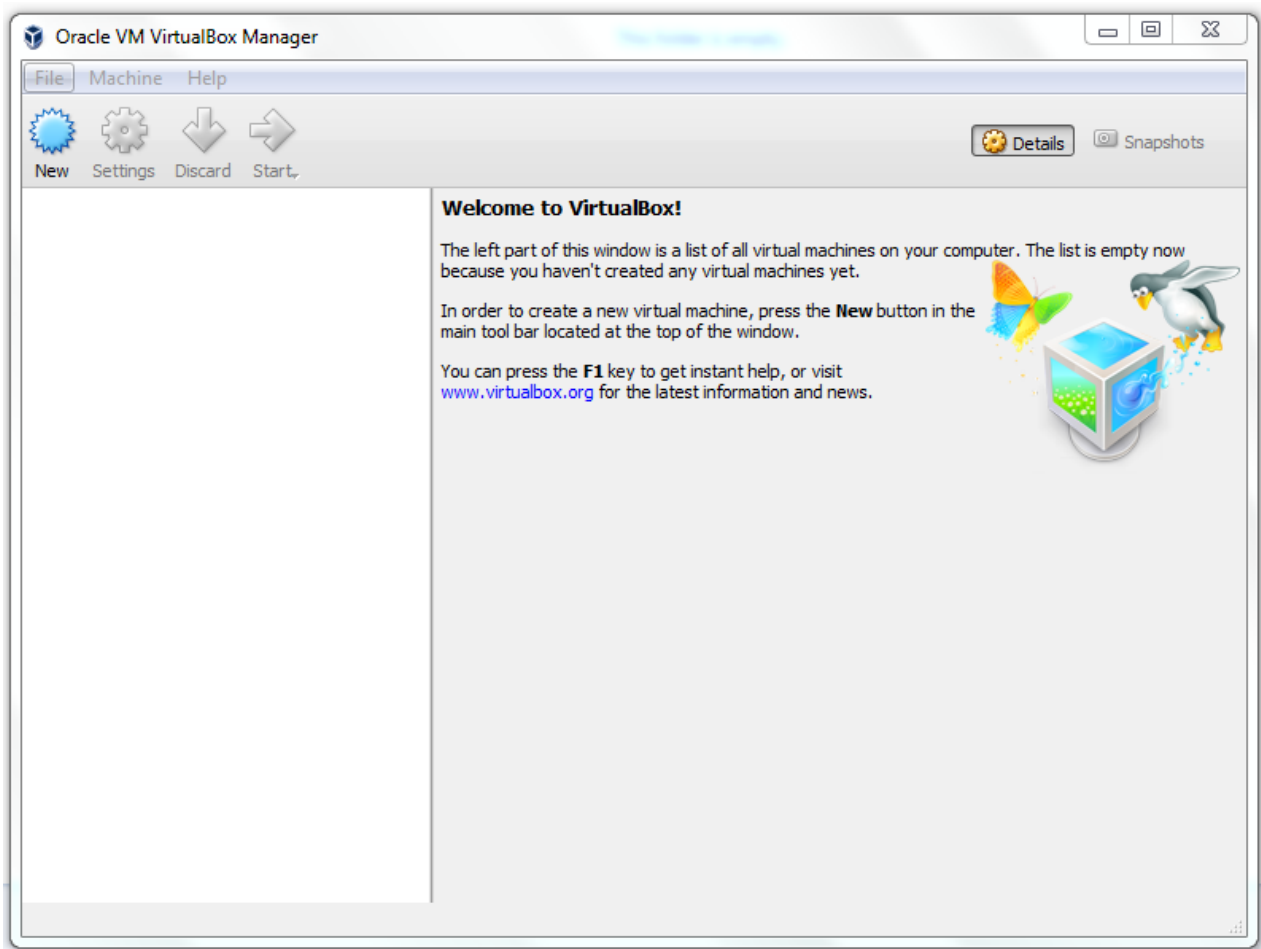 Oracle VM VirtualBox Manager
File Machine Help
New Settings Discard Start
Details Snapshots
Welcome to VirtualBox!
The left part of this window is a list of all virtual machines on your computer. The list is empty now
because you haven't created any virtual machines yet.
In order to create a new virtual machine, press the New button in the
main tool bar located at the top of the window.
You can press the F1 key to get instant help, or visit
www.virtualbox.org for the latest information and news.